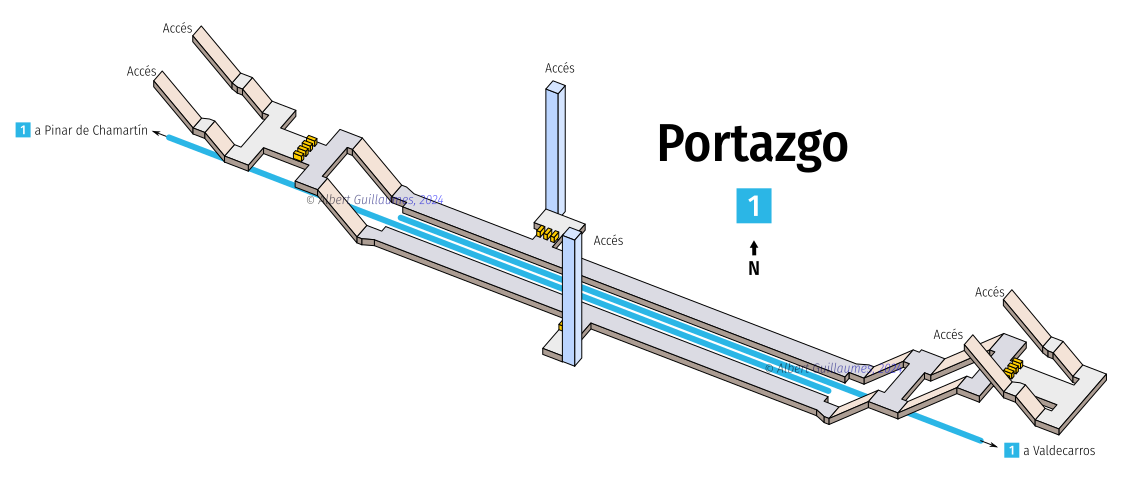 Accés
Accés
Accés
1 a Pinar de Chamartín
Portazgo
1
© Albert Guillaumes, 2024
Accés
N
Accés
Accés
© Albert Guillaumes, 2024
1 a Valdecarros